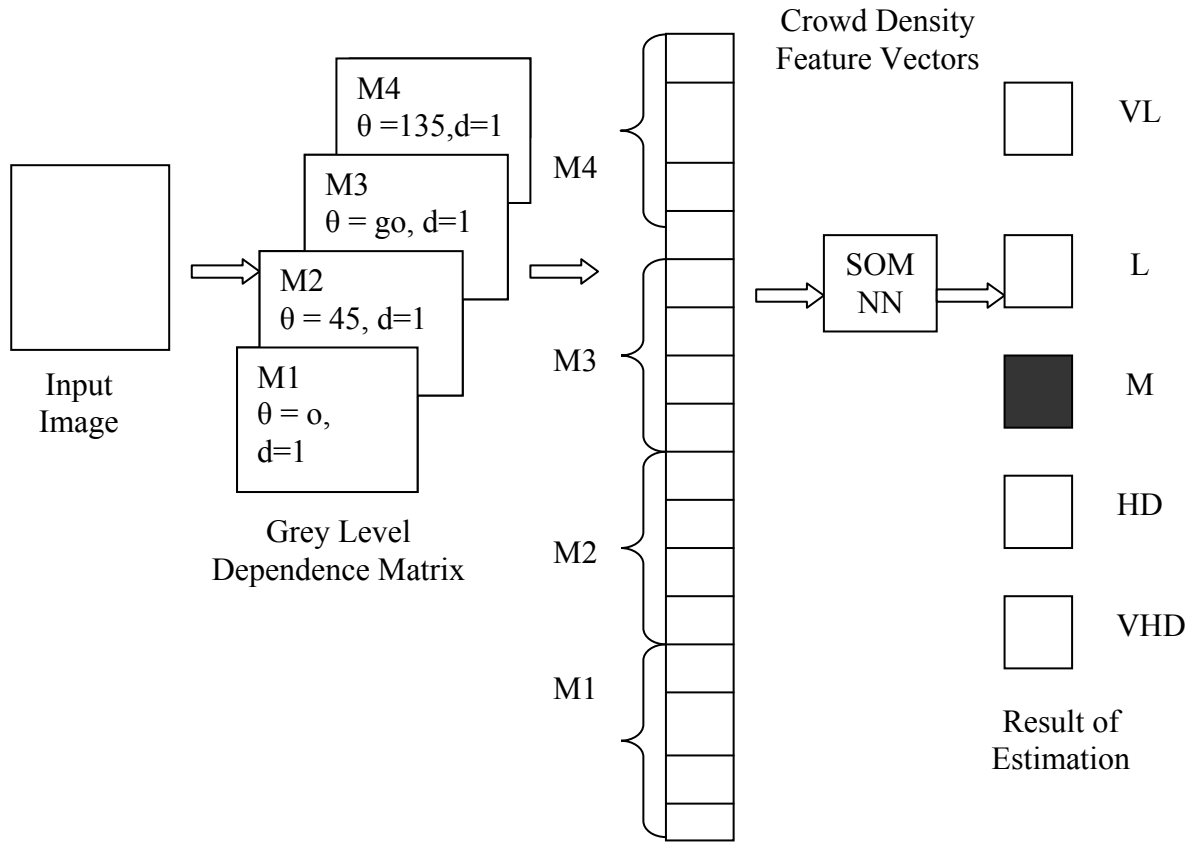 Input
Image
M4
θ =135,d=1
M3
θ = go, d=1
M2
θ = 45, d=1
M1
θ = o,
d=1
Grey Level
Dependence Matrix
M4
M3
M2
M1
Crowd Density
Feature Vectors
SOM
NN
VL
L
M
HD
VHD
Result of
Estimation